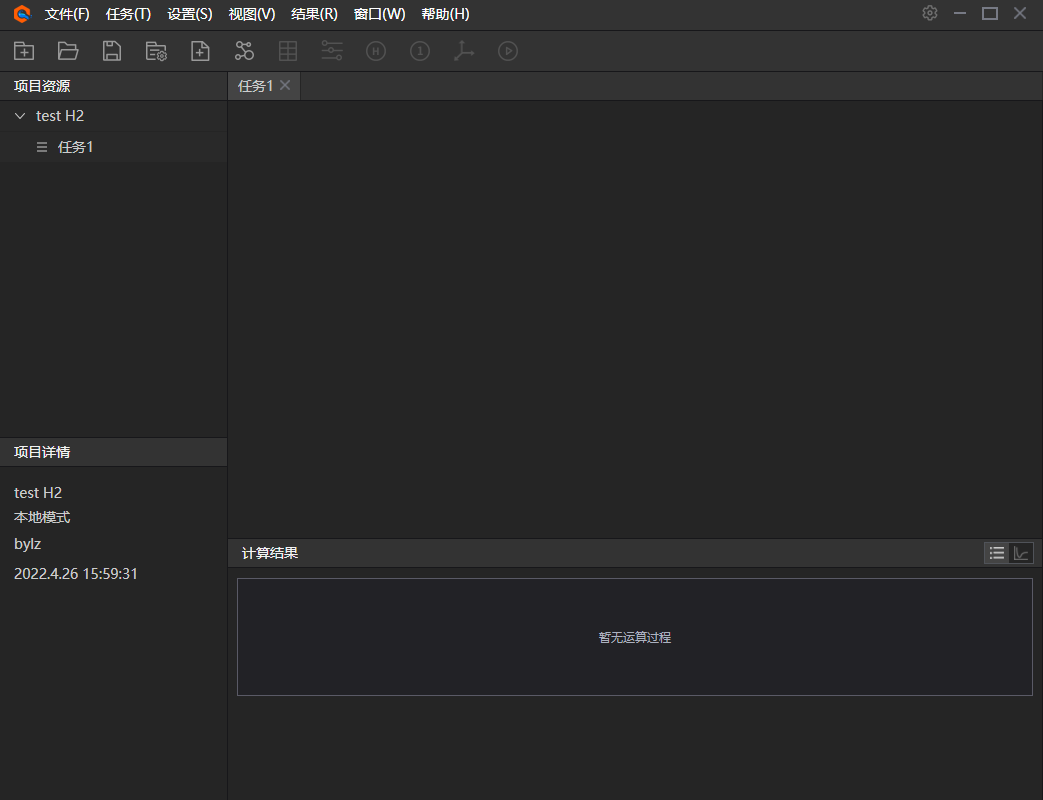 文件(F) 任务(T) 设置(S) 视图(V) 结果(R) 窗口(W) 帮助(H)
H 1
项目资源
任务1
test H2
任务1
项目详情
test H2
本地模式
bylz
2022.4.26 15:59:31
计算结果
暂无运算过程